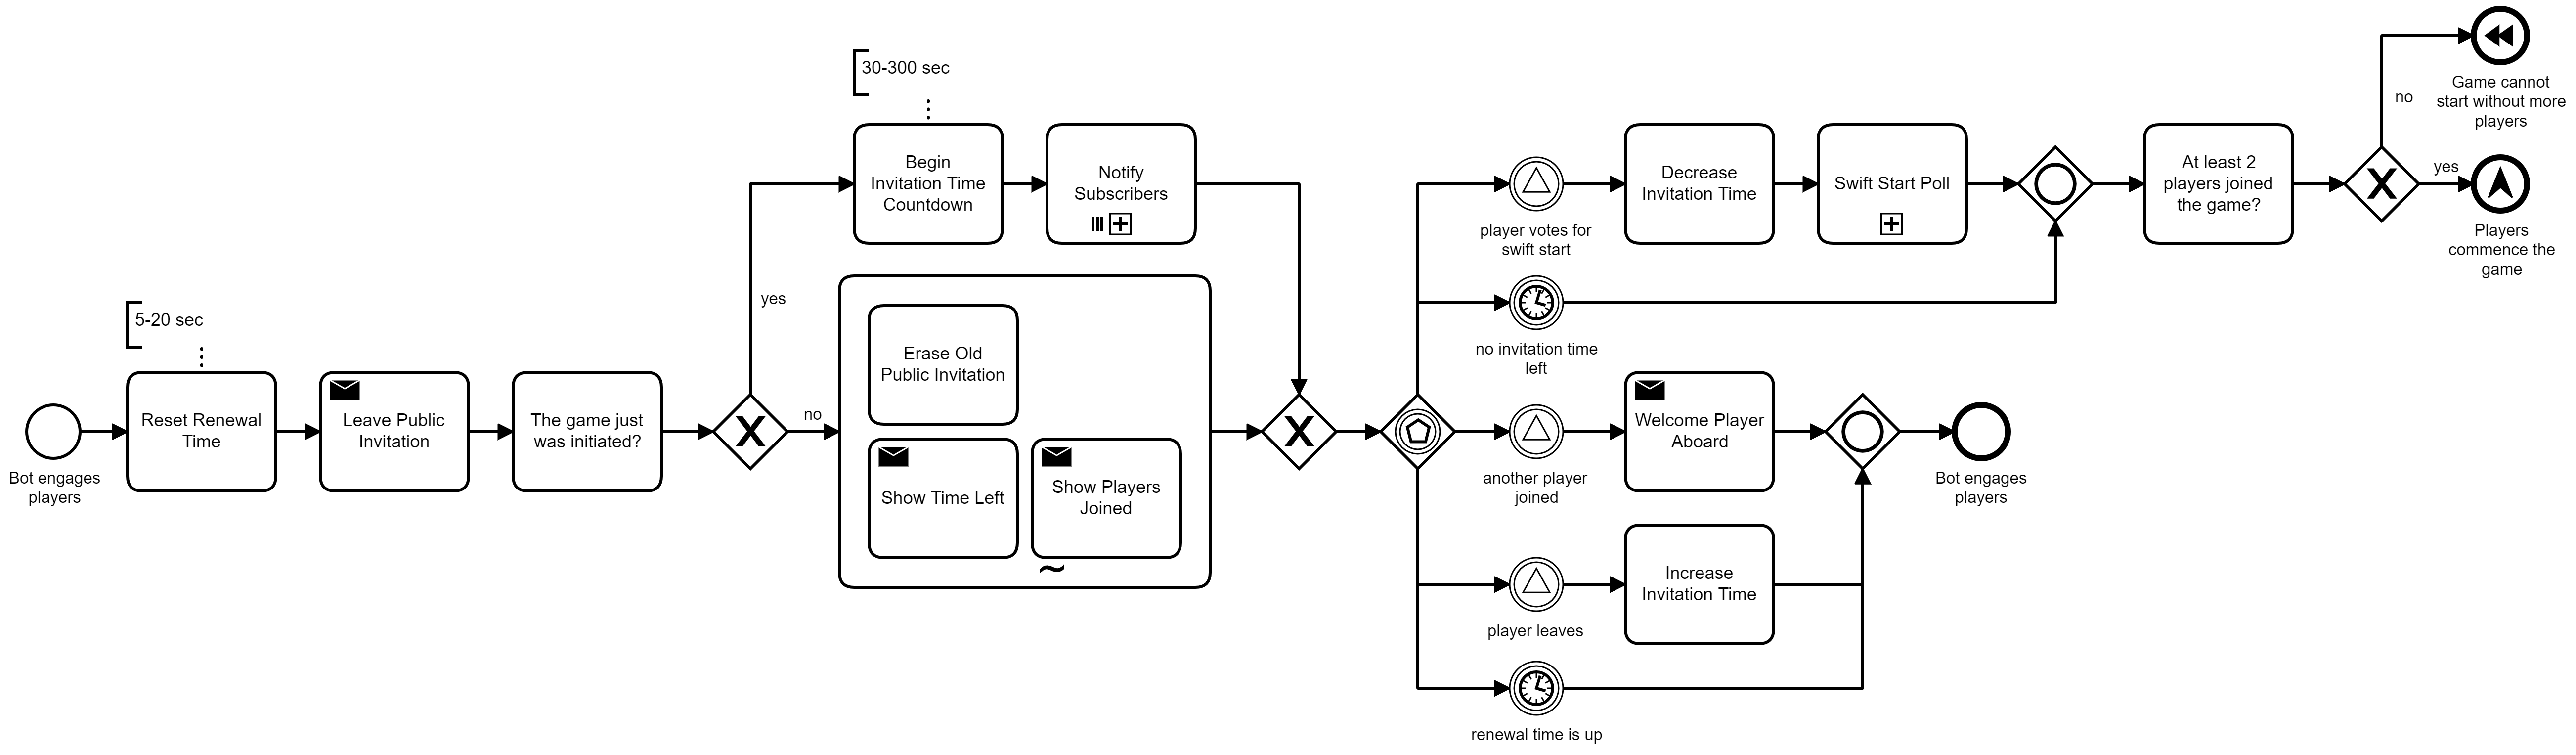 Bot engages
players
5-20 sec
Reset Renewal
Time
Leave Public
Invitation
The game just
was initiated?
yes
no
30-300 sec
Begin
Invitation Time
Countdown
Notify
Subscribers
Erase Old
Public Invitation
Show Time Left
Show Players
Joined
player votes for
swift start
Decrease
Invitation Time
Swift Start Poll
no invitation time
left
At least 2
players joined
the game?
no
Game cannot
start without more
players
yes
Players
commence the
game
another player
joined
Welcome Player
Aboard
Bot engages
players
player leaves
Increase
Invitation Time
renewal time is up